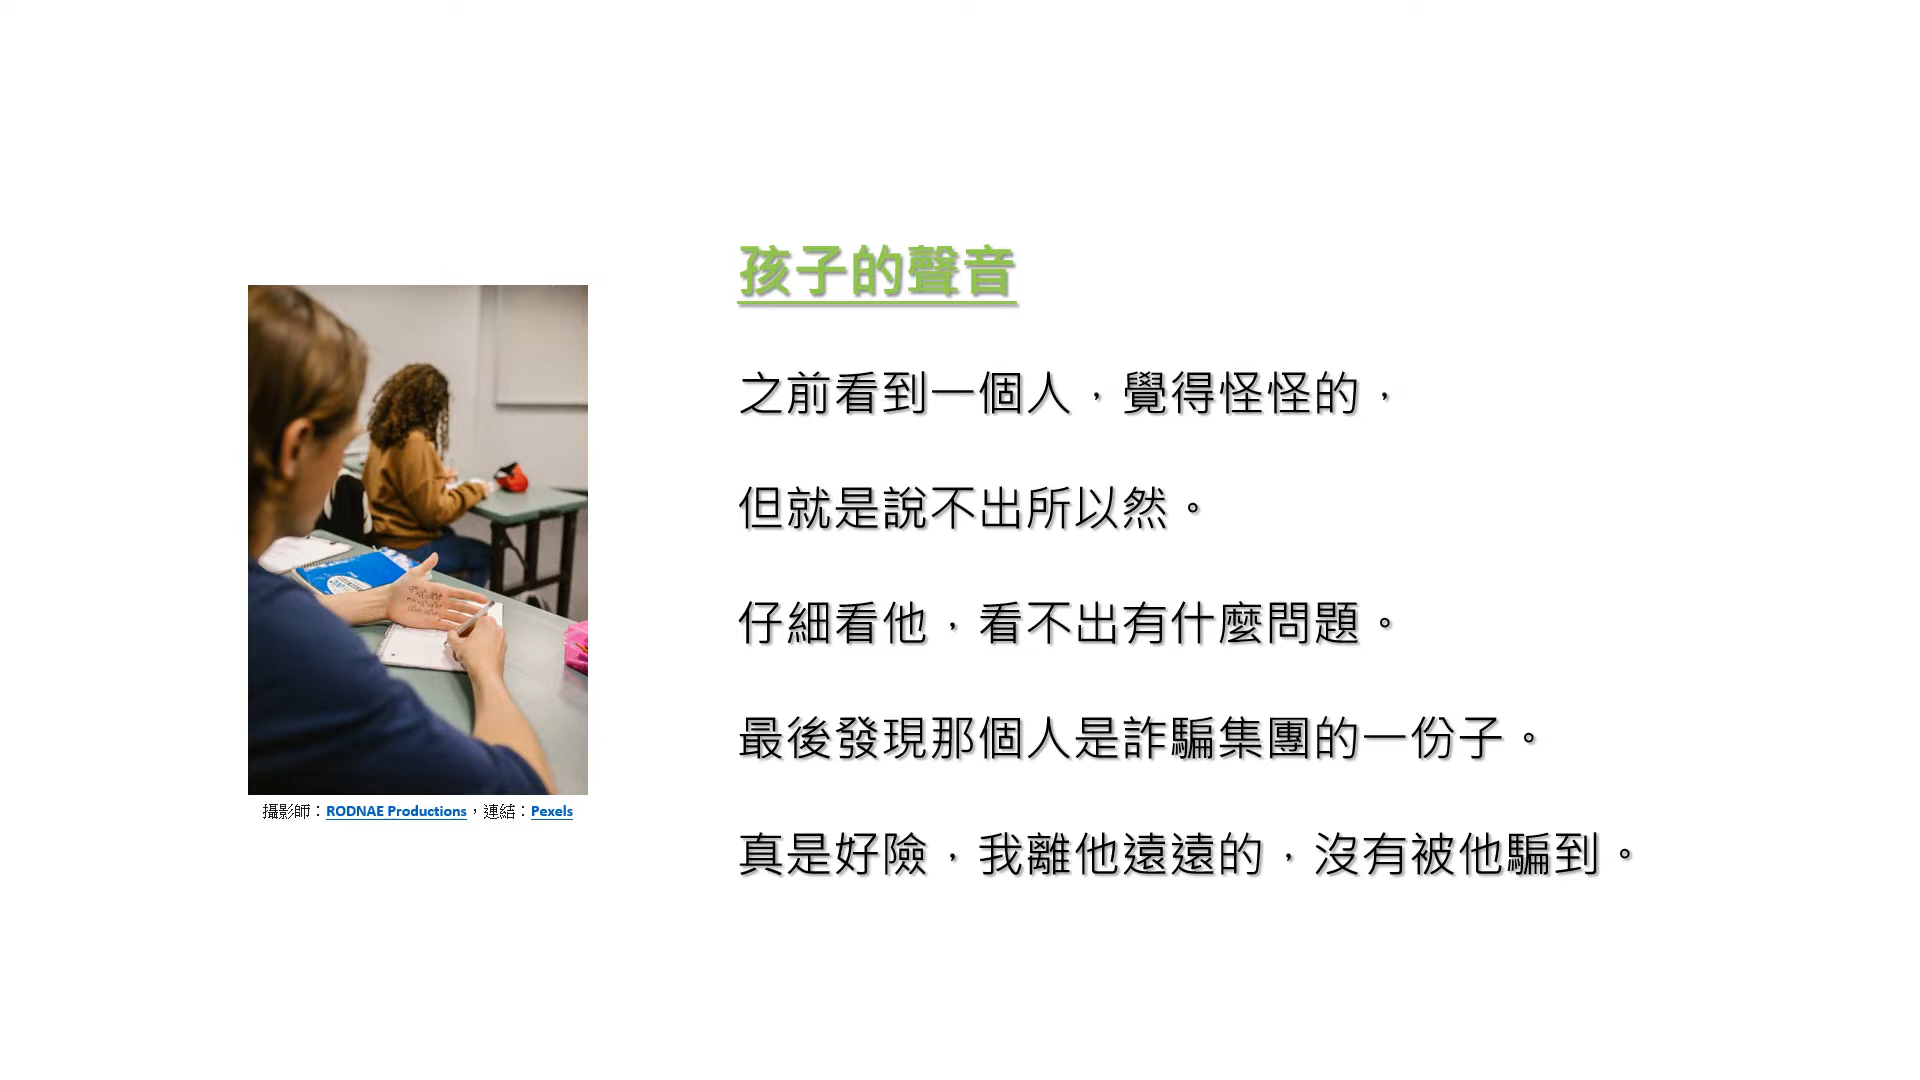 孩子的聲音
之前看到一個人，覺得怪怪的，
但就是說不出所以然。
仔細看他，看不出有什麼問題。
最後發現那個人是詐騙集團的一份子。
真是好險，我離他遠遠的，沒有被他騙到。
攝影師：RODNAE Productions，連結：Pexels